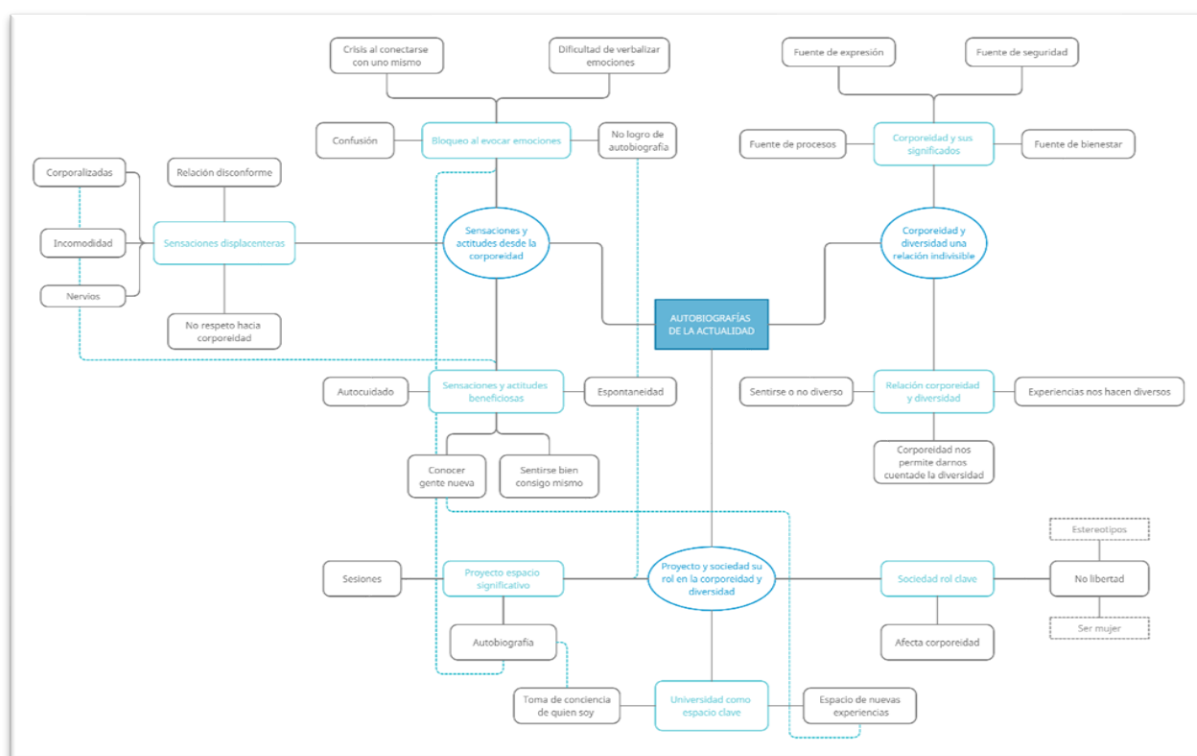 Crisis al conectarse
con uno mismo
Dificultad de verbalizar
emociones
Fuente de expresión
Fuente de seguridad
Confusión
Bloqueo al evocar emociones
No logro de
autobiografía
Fuente de procesos
Corporeidad y sus
significados
Fuente de bienestar
Corporalizadas
Relación disconforme
Incomodidad
Sensaciones displacenteras
Sensaciones y
actitudes desde la
corporeidad
Corporeidad y
diversidad una
relación indivisible
Nervios
No respeto hacia
corporeidad
AUTOBIOGRAFÍAS
DE LA ACTUALIDAD
Autocuidado
Sensaciones y actitudes
beneficiosas
Espontaneidad
Sentirse o no diverso
Relación corporeidad
y diversidad
Experiencias nos hacen diversos
Conocer
gente nueva
Sentirse bien
consigo mismo
Corporeidad nos
permite darnos
cuentade la diversidad
Estereotipos
Sesiones
Proyecto espacio
significativo
Proyecto y sociedad su
rol en la corporeidad y
diversidad
Sociedad rol clave
No libertad
Autobiografía
Afecta corporeidad
Ser mujer
Toma de conciencia
de quien soy
Universidad como
espacio clave
Espacio de nuevas
experiencias